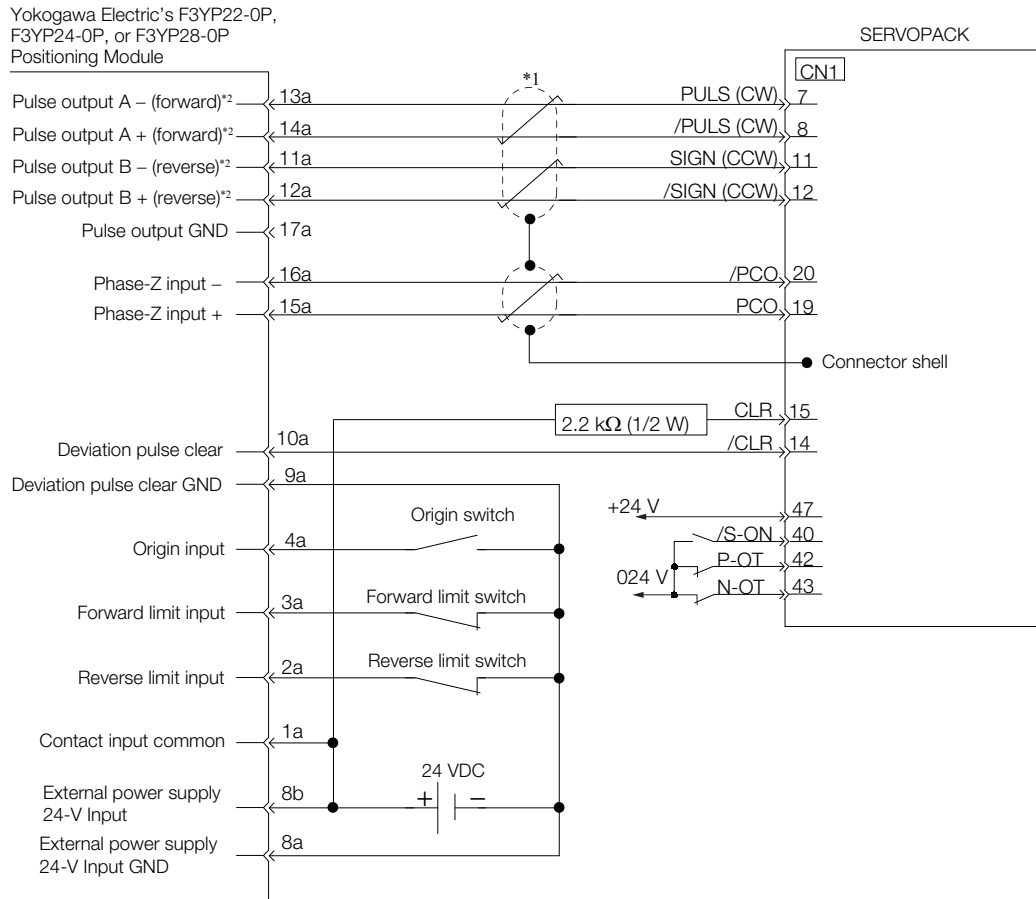 Yokogawa Electric's F3YP22-0P,
F3YP24-0P, or F3YP28-0P
Positioning Module
SERVOPACK
CN1
*1
Pulse output A – (forward)*2 13a PULS (CW) 7
Pulse output A + (forward)*2 14a /PULS (CW) 8
Pulse output B – (reverse)*2 11a SIGN (CCW) 11
Pulse output B + (reverse)*2 12a /SIGN (CCW) 12
Pulse output GND 17a
Phase-Z input – 16a /PCO 20
Phase-Z input + 15a PCO 19
Connector shell
2.2 kΩ (1/2 W) CLR 15
Deviation pulse clear 10a /CLR 14
Deviation pulse clear GND 9a
+24 V 47
Origin switch
/S-ON 40
Origin input 4a
P-OT 42
024 V
N-OT 43
Forward limit switch
Forward limit input 3a
Reverse limit switch
Reverse limit input 2a
Contact input common 1a
24 VDC
External power supply
24-V Input
8b
+ –
External power supply
24-V Input GND
8a